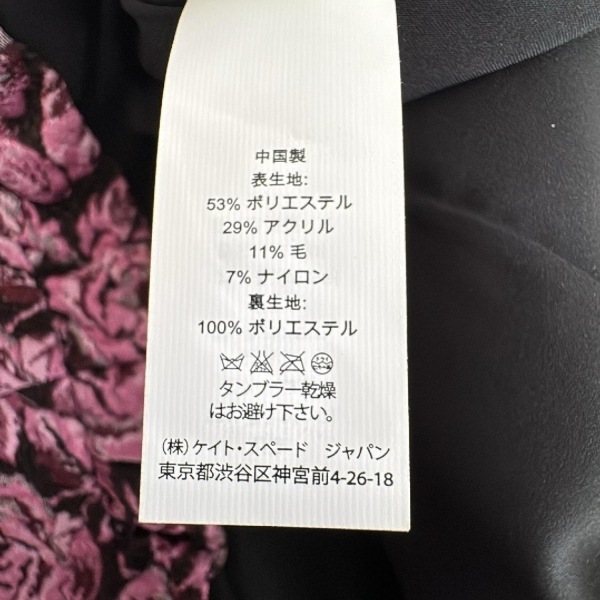 中国製
表生地:
53% ポリエステル
29% アクリル
11% 毛
7% ナイロン
裏生地:
100% ポリエステル
タンブラー乾燥
はお避け下さい。
(株)ケイト・スペード ジャパン
東京都渋谷区神宮前4-26-18